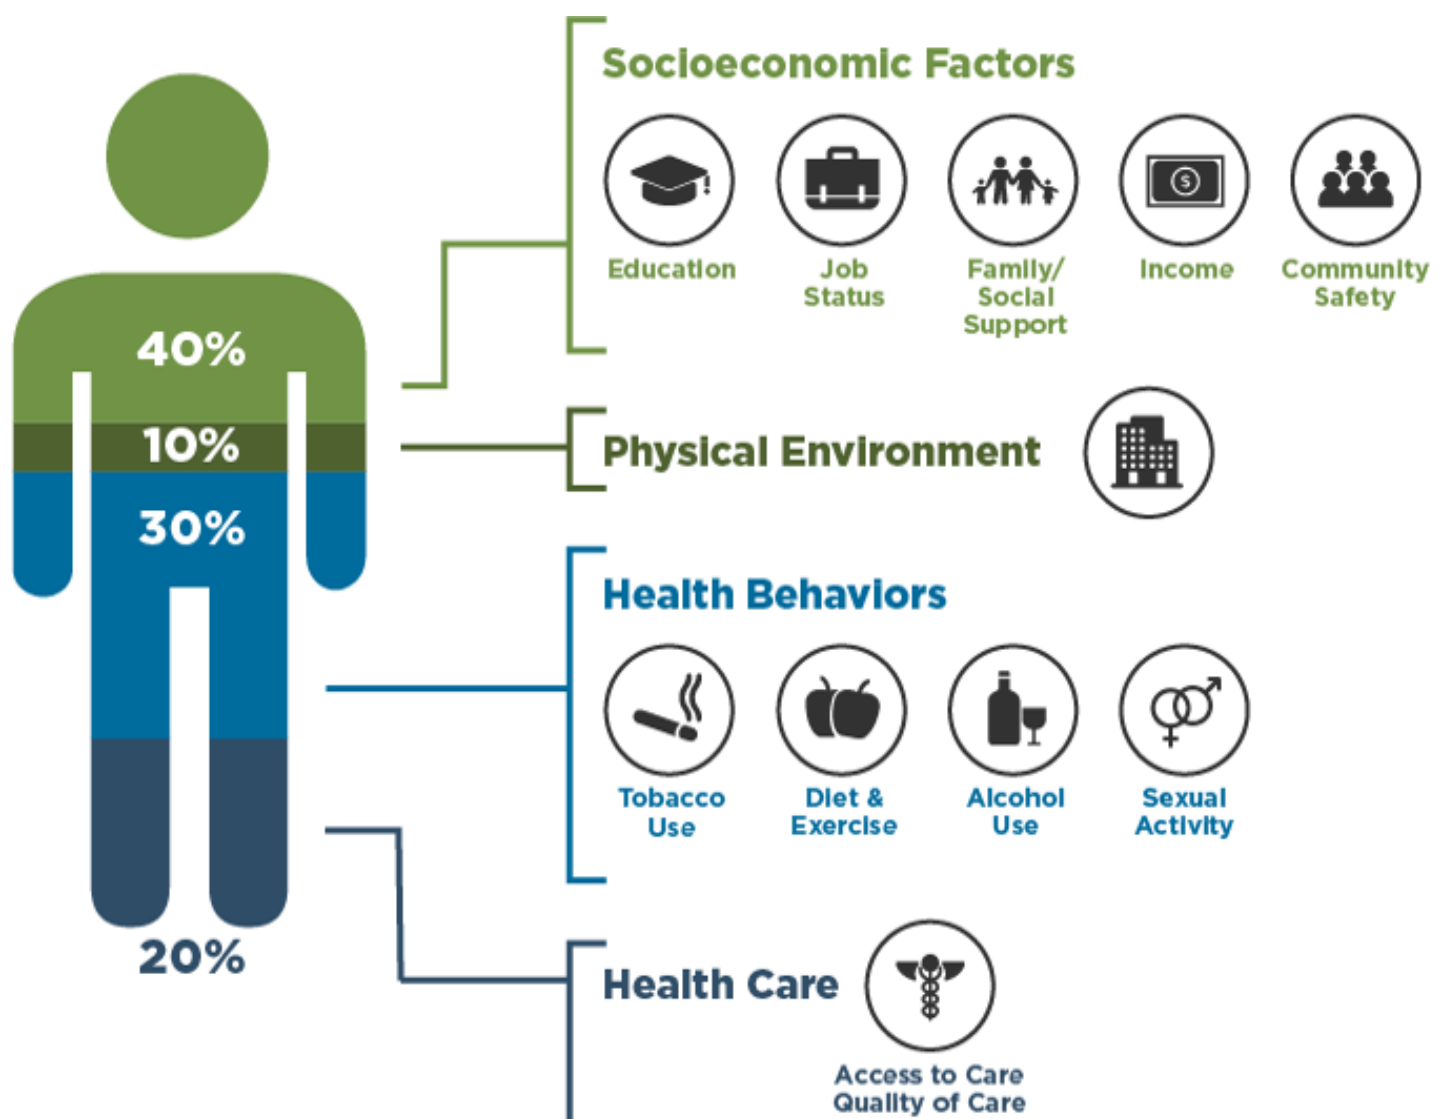 Socioeconomic Factors
Education
Job
Status
Family/
Social
Support
Income
Community
Safety
40%
10%
Physical Environment
30%
Health Behaviors
Tobacco
Use
Diet &
Exercise
Alcohol
Use
Sexual
Activity
20%
Health Care
Access to Care
Quality of Care